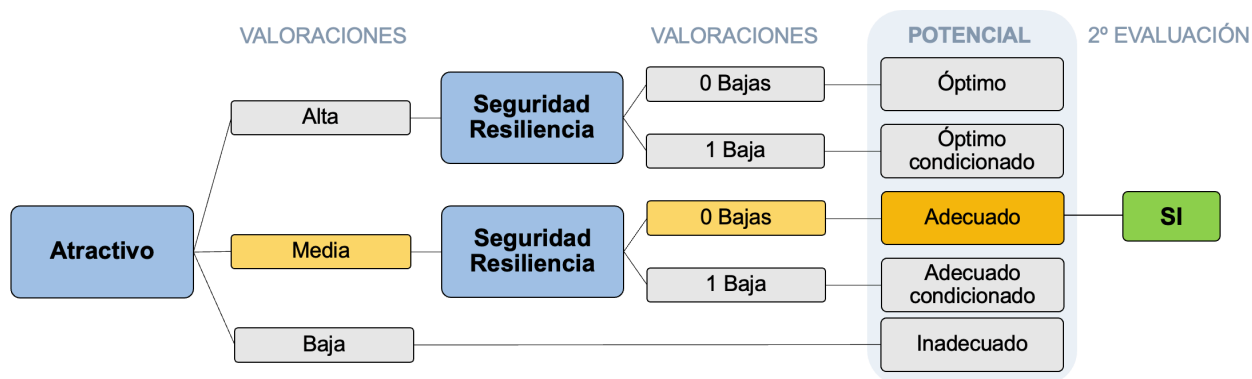 VALORACIONES
VALORACIONES
POTENCIAL
2º EVALUACIÓN
Atractivo
Alta
Seguridad
Resiliencia
0 Bajas
Óptimo
1 Baja
Óptimo
condicionado
Media
Seguridad
Resiliencia
0 Bajas
Adecuado
SI
1 Baja
Adecuado
condicionado
Baja
Inadecuado